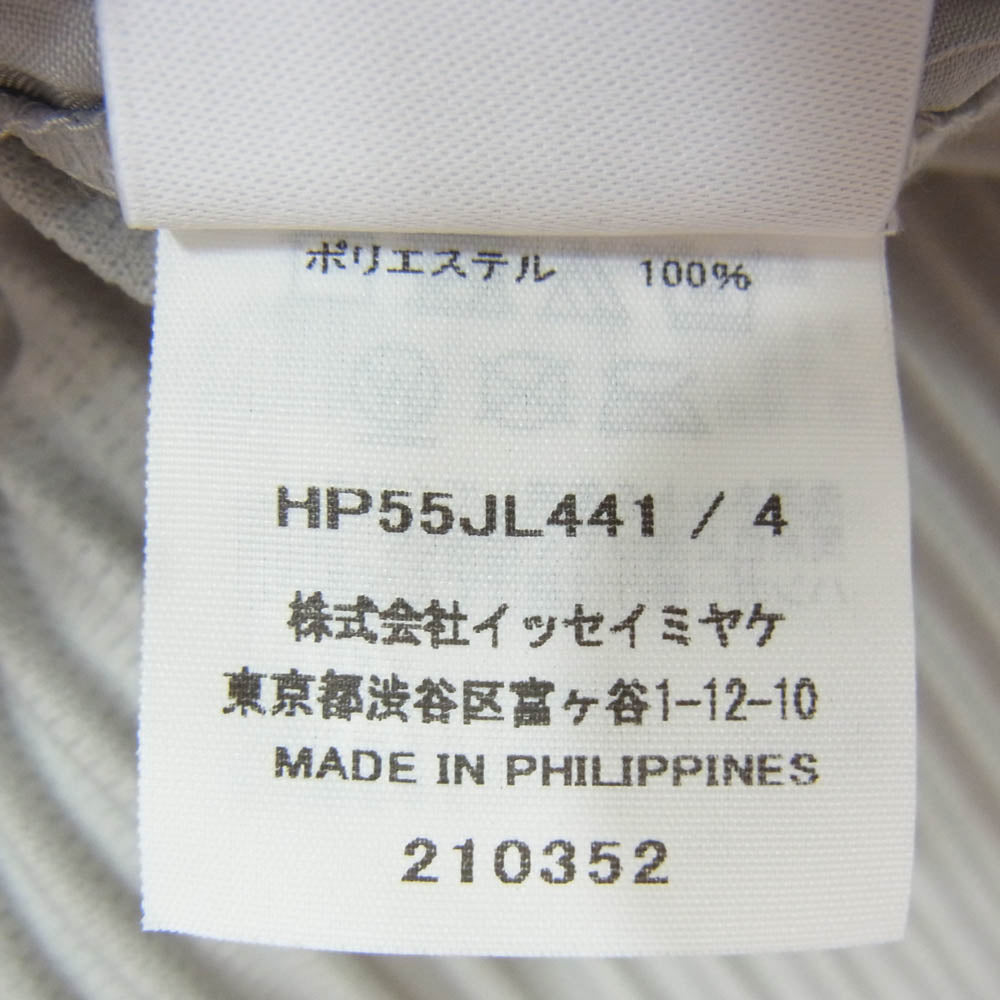 ポリエステル 100%
HP55JL441 / 4
株式会社イッセイミヤケ
東京都渋谷区富ヶ谷1-12-10
MADE IN PHILIPPINES
210352